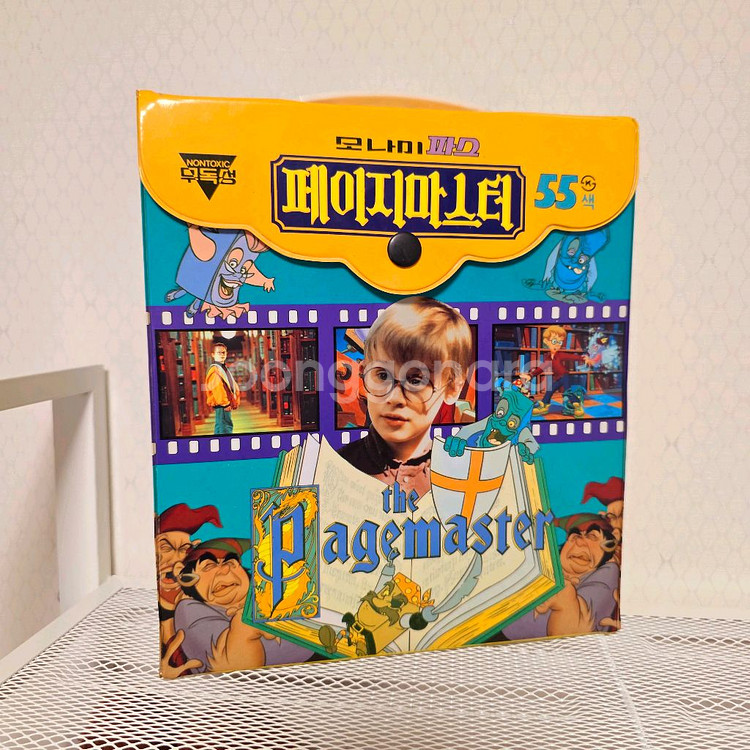 모나미 파스
NONTOXIC
무독성
페이지마스터
55색
joonggonara
the
Pagemaster